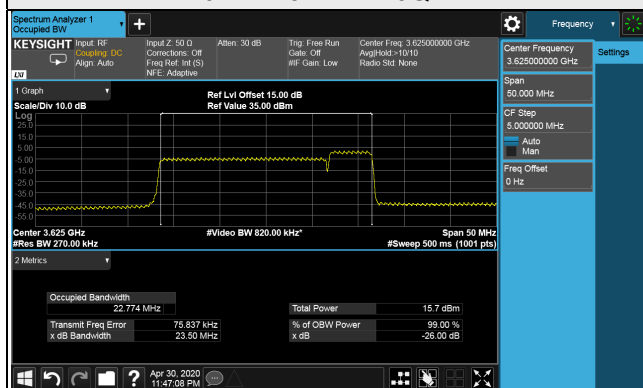 Spectrum Analyzer 1
Occupied BW
+
Frequency
KEYSIGHT
Input: RF
Coupling: DC
Align: Auto
Input Z: 50 Ω
Corrections: Off
Freq Ref: Int (S)
NFE: Adaptive
Atten: 30 dB
Trig: Free Run
Gate: Off
#IF Gain: Low
Center Freq: 3.625000000 GHz
Avg|Hold:>10/10
Radio Std: None
LXI
Center Frequency
3.625000000 GHz
Settings
Span
50.000 MHz
CF Step
5.000000 MHz
Auto
Man
Freq Offset
0 Hz
1 Graph
Scale/Div 10.0 dB
Ref Lvl Offset 15.00 dB
Ref Value 35.00 dBm
Log
25.0
15.0
5.00
-5.00
-15.0
-25.0
-35.0
-45.0
-55.0
Center 3.625 GHz
#Res BW 270.00 kHz
#Video BW 820.00 kHz*
Span 50 MHz
#Sweep 500 ms (1001 pts)
2 Metrics
Occupied Bandwidth
22.774 MHz
Total Power 15.7 dBm
Transmit Freq Error 75.837 kHz
% of OBW Power 99.00 %
x dB Bandwidth 23.50 MHz
x dB -26.00 dB
?
Apr 30, 2020
11:47:08 PM